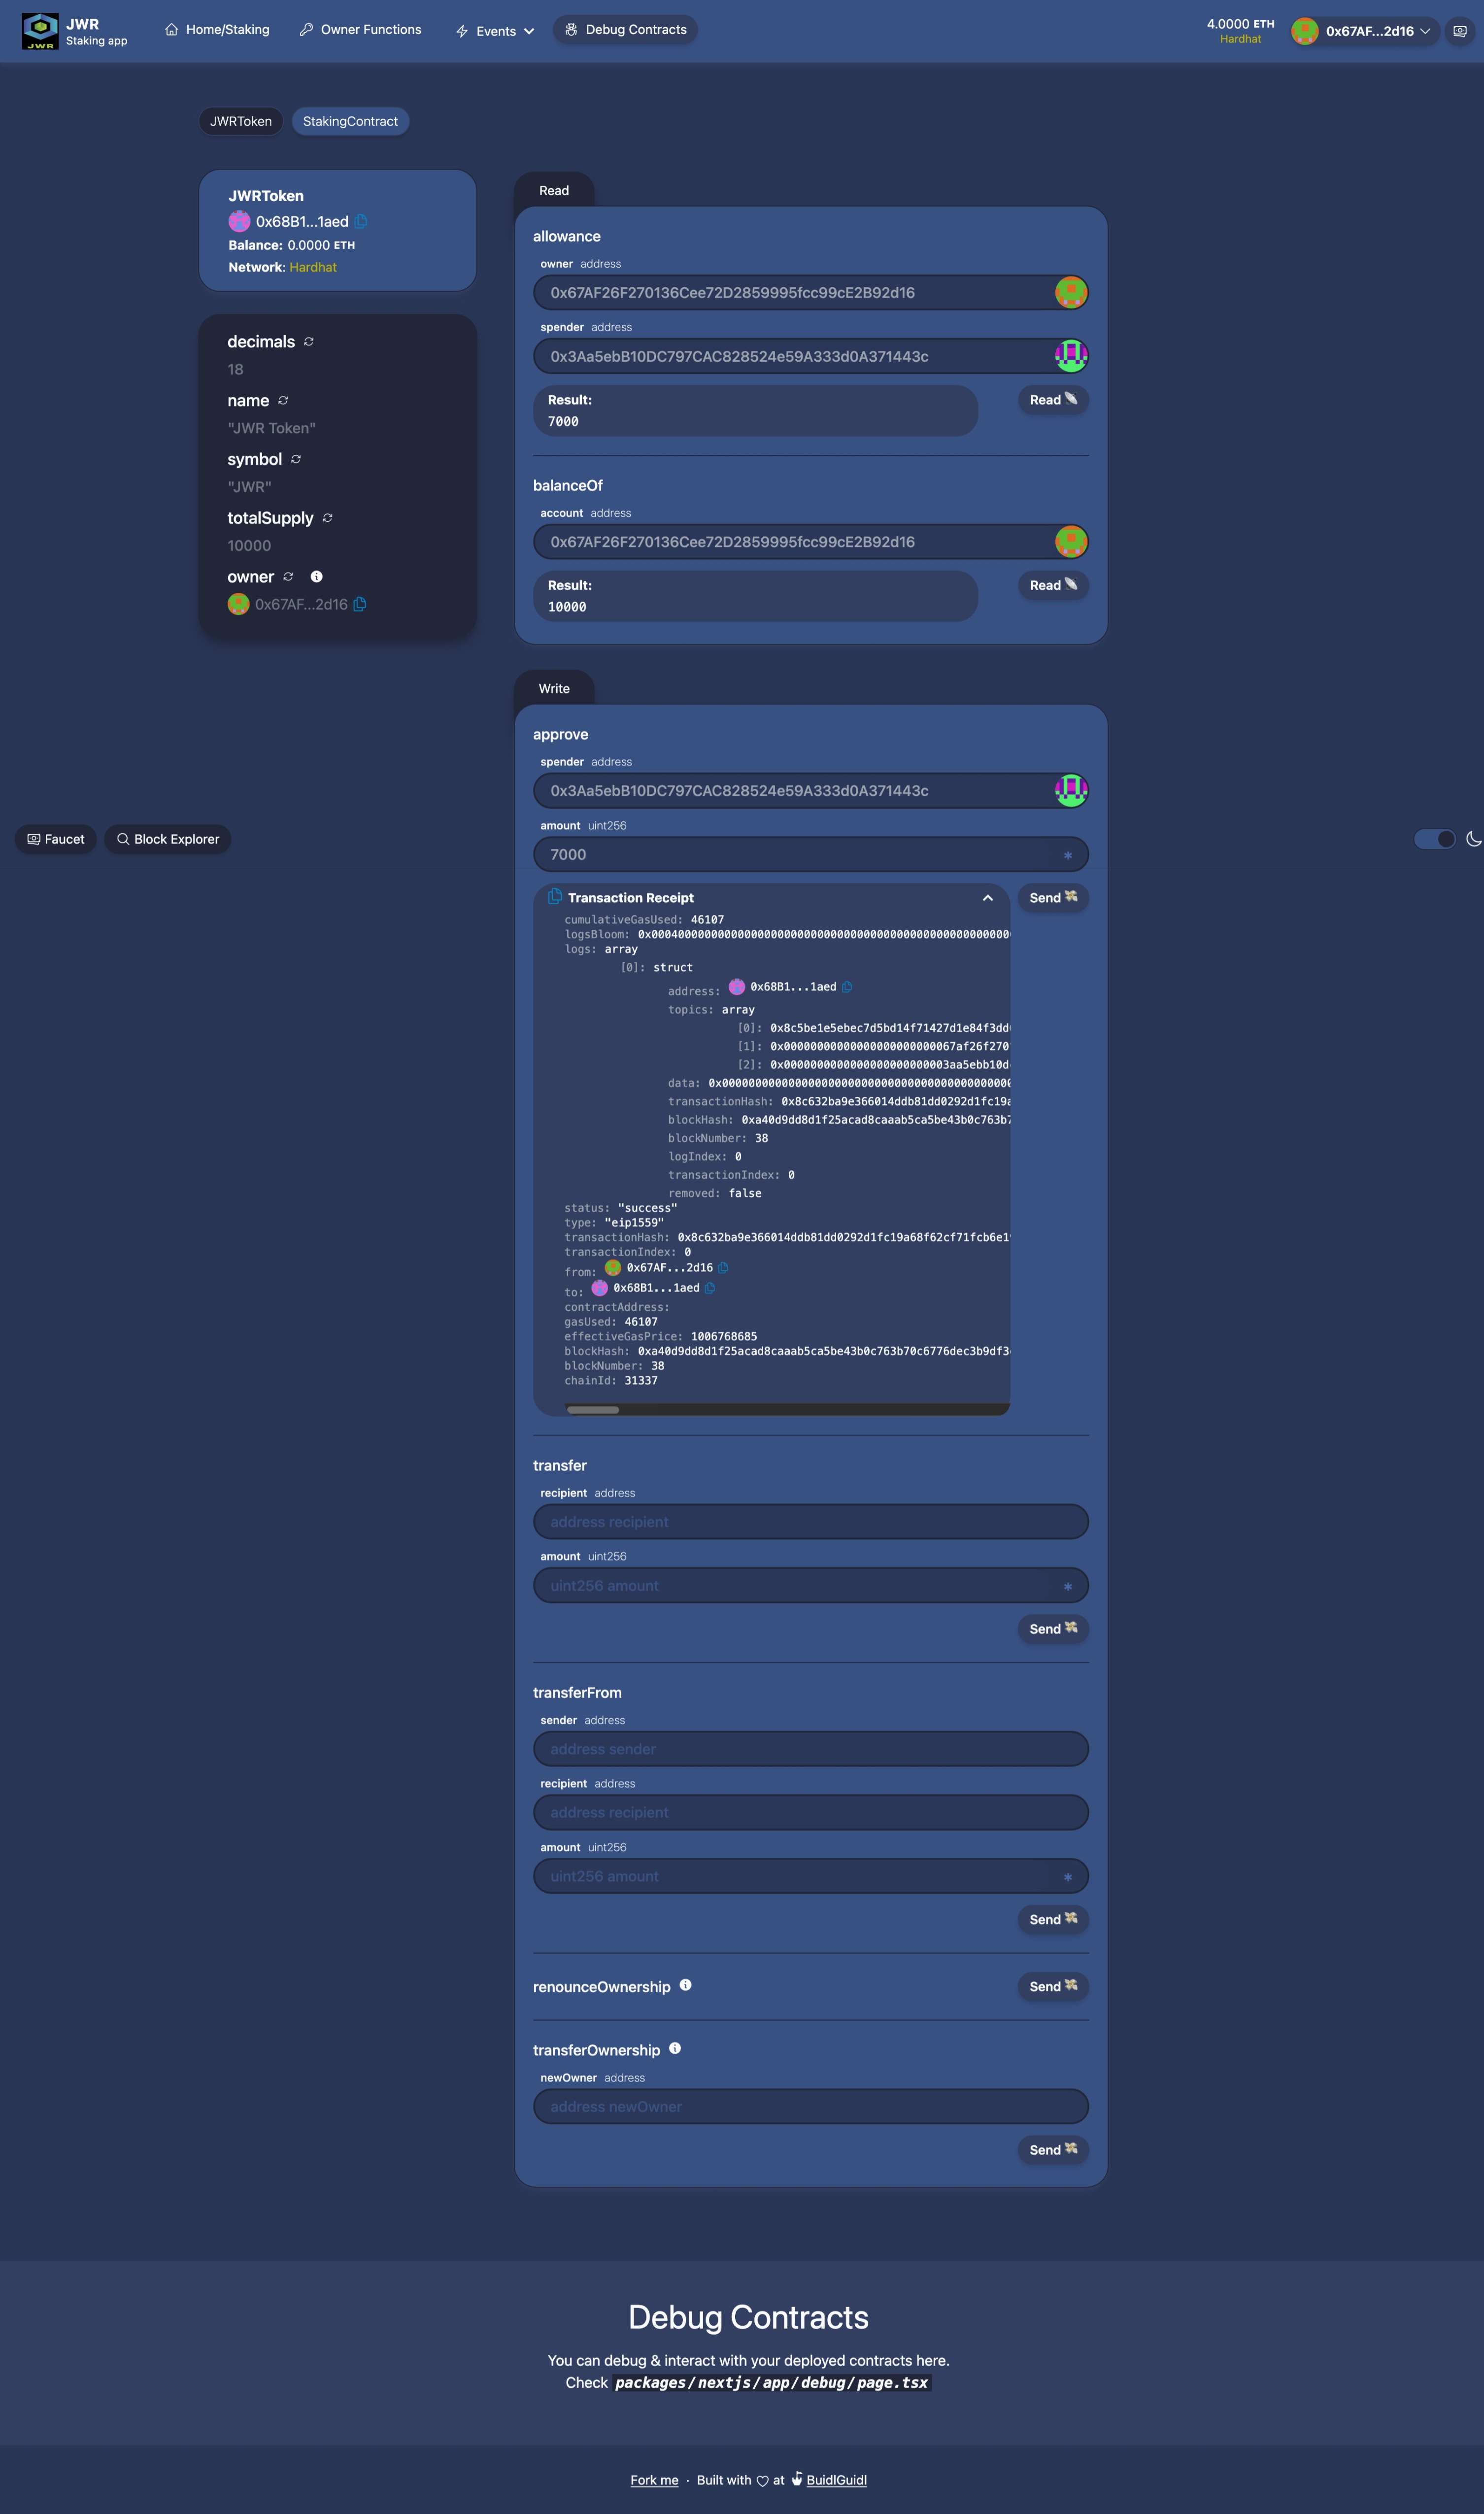 JWR
Staking app
Home/Staking
Owner Functions
Events
Debug Contracts
4.0000 ETH
Hardhat
0x67AF...2d16
JWR
JWRToken
StakingContract
JWRToken
0x68B1...1aed
Balance: 0.0000 ETH
Network: Hardhat
decimals
18
name
"JWR Token"
symbol
"JWR"
totalSupply
10000
owner
0x67AF...2d16
Read
allowance
owner address
0x67AF26F270136Cee72D2859995fcc99cE2B92d16
spender address
0x3Aa5ebB10DC797CAC828524e59A333d0A371443c
Result:
7000
Read
balanceOf
account address
0x67AF26F270136Cee72D2859995fcc99cE2B92d16
Result:
10000
Read
Write
approve
spender address
0x3Aa5ebB10DC797CAC828524e59A333d0A371443c
amount uint256
7000 *
Faucet
Block Explorer
Transaction Receipt
Send
cumulativeGasUsed: 46107
logsBloom:
logs: array
[0]: struct
address: 0x68B1...1aed
topics: array
[0]: 0x8c5be1e5ebec7d5bd14f71427d1e84f3dd
[1]:
[2]:
data:
transactionHash: 0x8c632ba9e366014ddb81dd0292d1fc19a
blockHash: 0xa40d9dd8d1f25acad8caaab5ca5be43b0c763b7
blockNumber: 38
logIndex: 0
transactionIndex: 0
removed: false
status: "success"
type: "eip1559"
transactionHash: 0x8c632ba9e366014ddb81dd0292d1fc19a68f62cf71fcb6e1
transactionIndex: 0
from: 0x67AF...2d16
to: 0x68B1...1aed
contractAddress:
gasUsed: 46107
effectiveGasPrice: 1006768685
blockHash: 0xa40d9dd8d1f25acad8caaab5ca5be43b0c763b70c6776dec3b9df3
blockNumber: 38
chainId: 31337
transfer
recipient address
address recipient
amount uint256
uint256 amount *
Send
transferFrom
sender address
address sender
recipient address
address recipient
amount uint256
uint256 amount *
Send
renounceOwnership
Send
transferOwnership
newOwner address
address newOwner
Send
Debug Contracts
You can debug & interact with your deployed contracts here.
Check packages/nextjs/app/debug/page.tsx
Fork me · Built with ♡ at BuidlGuidl